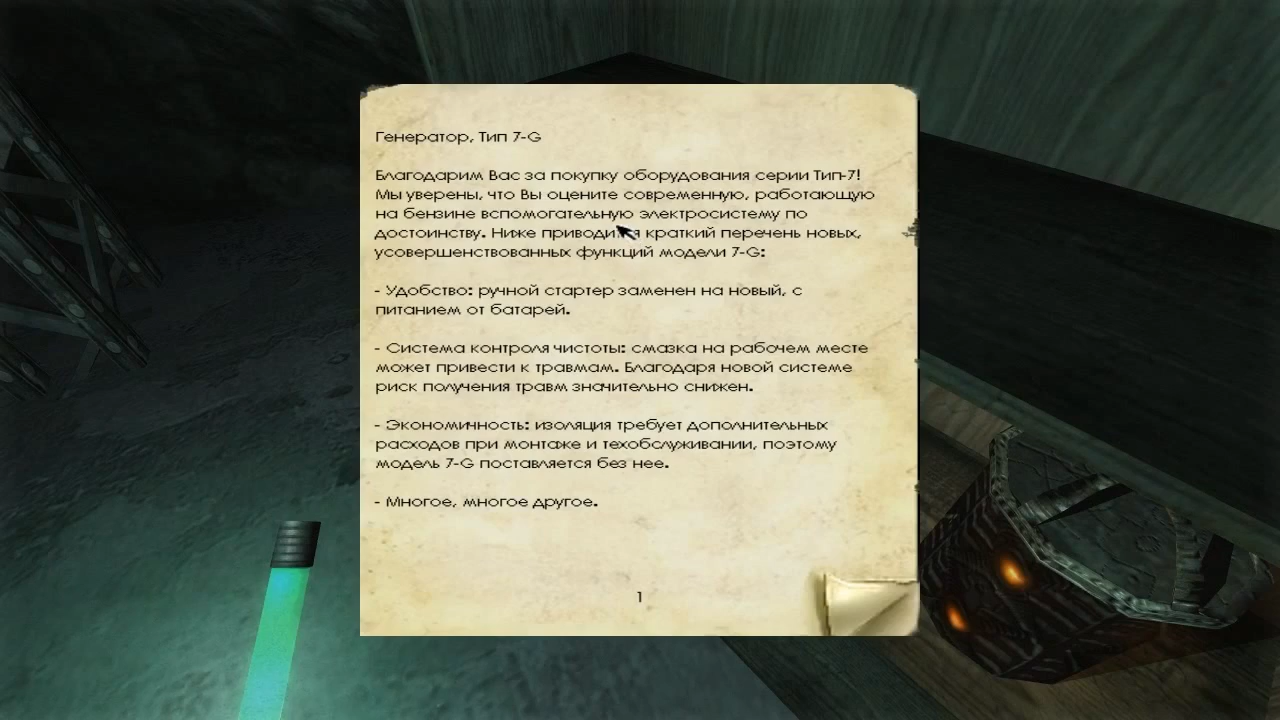 Генератор, Тип 7-G
Благодарим Вас за покупку оборудования серии Тип-7!
Мы уверены, что Вы оцените современную, работающую
на бензине вспомогательную электросистему по
достоинству. Ниже приводится краткий перечень новых,
усовершенствованных функций модели 7-G:
- Удобство: ручной стартер заменен на новый, с
питанием от батарей.
- Система контроля чистоты: смазка на рабочем месте
может привести к травмам. Благодаря новой системе
риск получения травм значительно снижен.
- Экономичность: изоляция требует дополнительных
расходов при монтаже и техобслуживании, поэтому
модель 7-G поставляется без нее.
- Многое, многое другое.
1